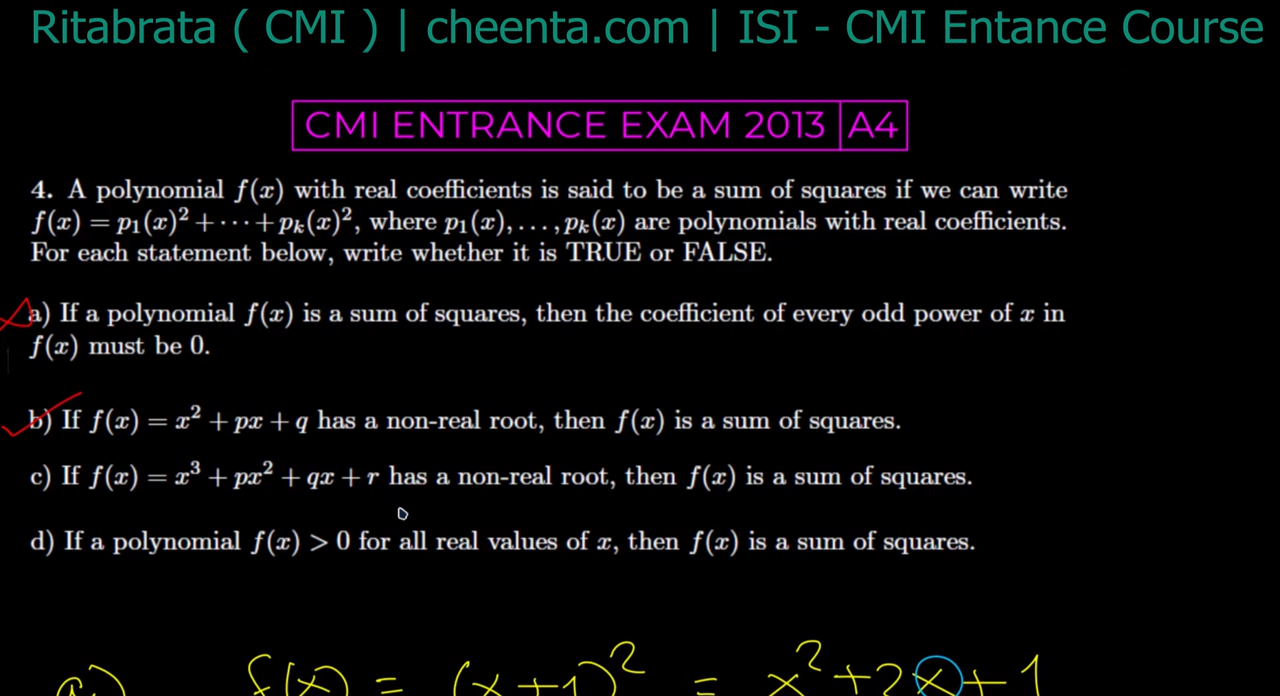 Ritabrata ( CMI ) | cheenta.com | ISI - CMI Entance Course
CMI ENTRANCE EXAM 2013 | A4
4. A polynomial f(x) with real coefficients is said to be a sum of squares if we can write
f(x) = p₁(x)² + ··· + pₖ(x)², where p₁(x), ..., pₖ(x) are polynomials with real coefficients.
For each statement below, write whether it is TRUE or FALSE.
a) If a polynomial f(x) is a sum of squares, then the coefficient of every odd power of x in
f(x) must be 0.
b) If f(x) = x² + px + q has a non-real root, then f(x) is a sum of squares.
c) If f(x) = x³ + px² + qx + r has a non-real root, then f(x) is a sum of squares.
d) If a polynomial f(x) > 0 for all real values of x, then f(x) is a sum of squares.
a) f(x) = (x+1)² = x² + 2x + 1